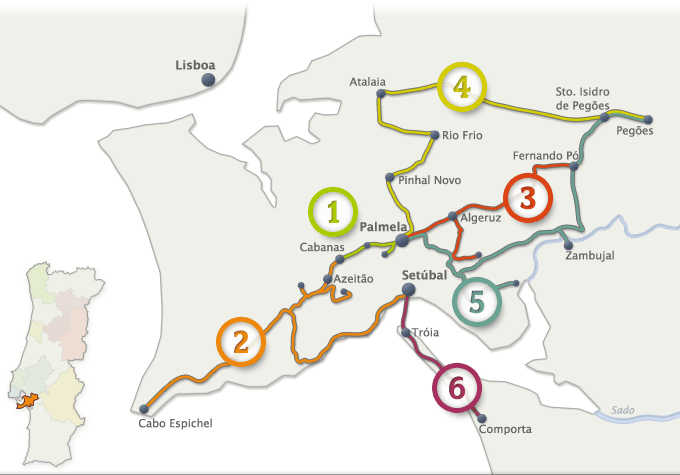 Lisboa
Atalaia
4
Sto. Isidro
de Pegões
Pegões
Rio Frio
Fernando Pó
Pinhal Novo
3
1
Palmela
Algeruz
Cabanas
Zambujal
Azeitão
Setúbal
5
2
Tróia
6
Cabo Espichel
Sado
Comporta